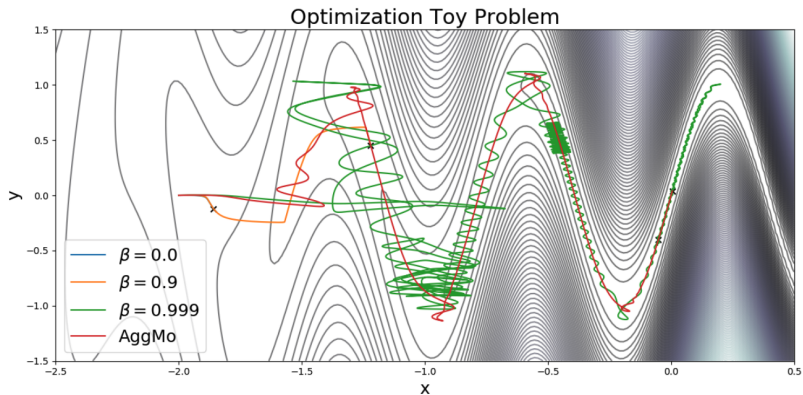 Optimization Toy Problem
1.5
1.0
0.5
0.0
−0.5
−1.0
−1.5
y
β = 0.0
β = 0.9
β = 0.999
AggMo
−2.5 −2.0 −1.5 −1.0 −0.5 0.0 0.5
x